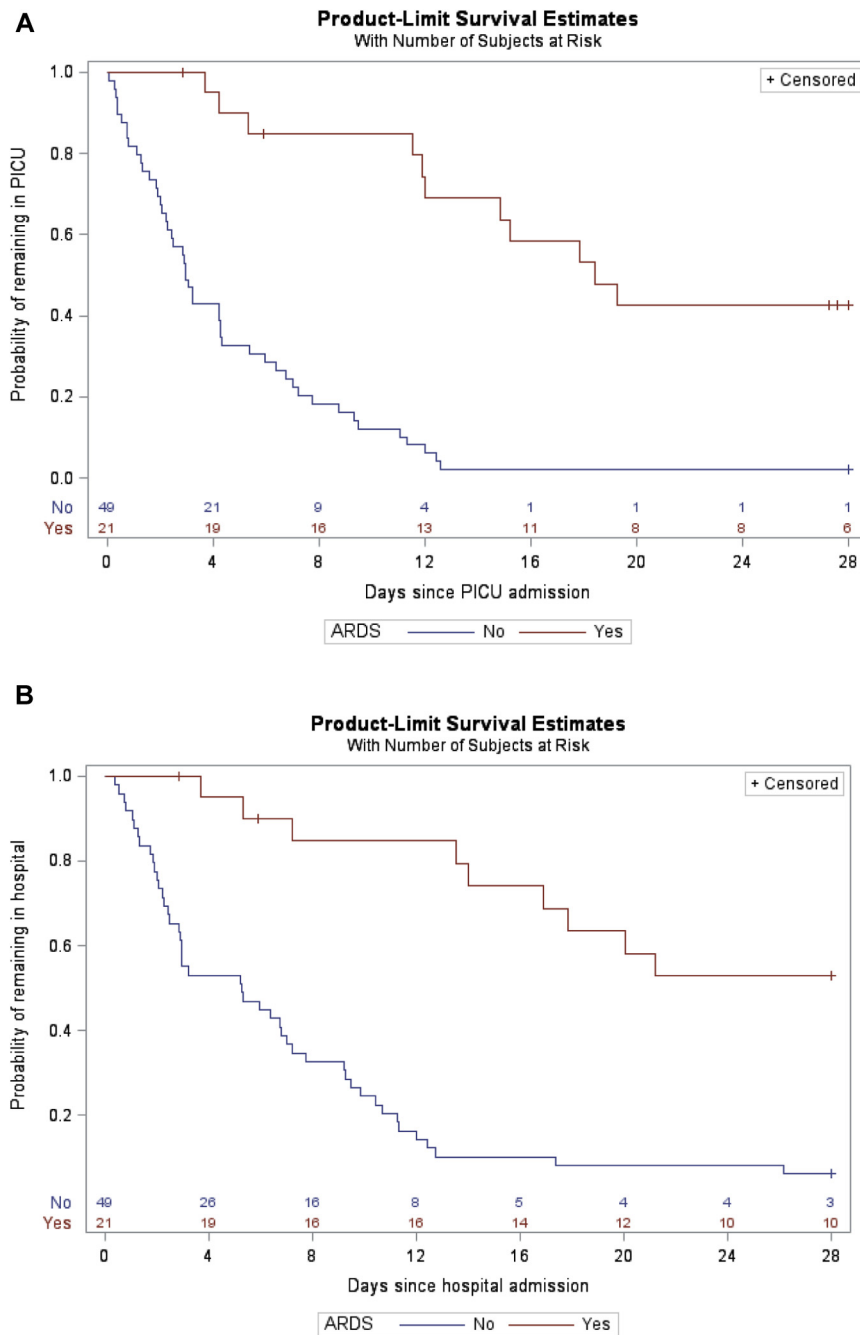 A
Product-Limit Survival Estimates
With Number of Subjects at Risk
+ Censored
Probability of remaining in PICU
1.0
0.8
0.6
0.4
0.2
0.0
No 49 21 9 4 1 1 1 1
Yes 21 19 16 13 11 8 8 6
0 4 8 12 16 20 24 28
Days since PICU admission
ARDS No Yes
B
Product-Limit Survival Estimates
With Number of Subjects at Risk
+ Censored
Probability of remaining in hospital
1.0
0.8
0.6
0.4
0.2
No 49 26 16 8 5 4 4 3
Yes 21 19 16 16 14 12 10 10
0 4 8 12 16 20 24 28
Days since hospital admission
ARDS No Yes